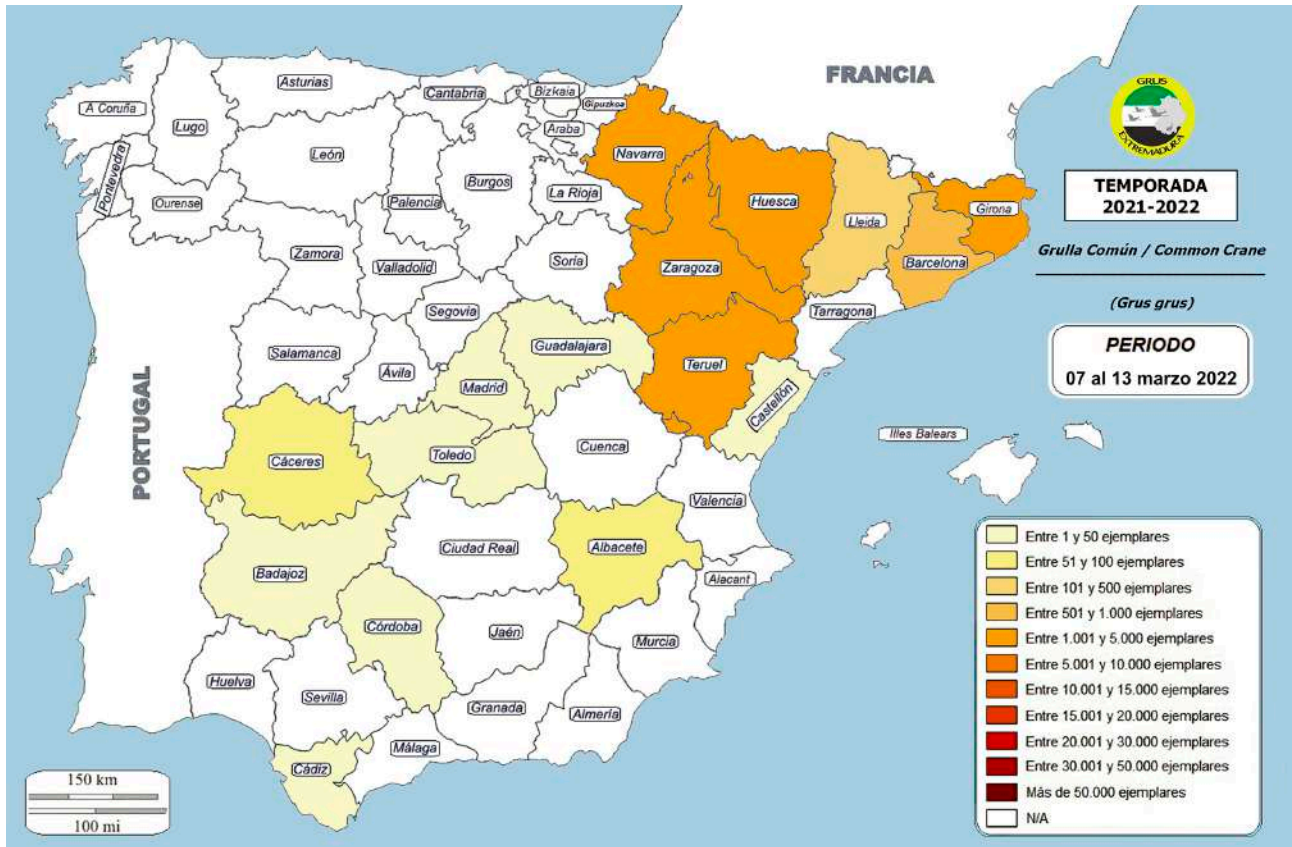 FRANCIA
GRUS
EXTREMADURA
TEMPORADA
2021-2022
Grulla Común / Common Crane
(Grus grus)
PERIODO
07 al 13 marzo 2022
A Coruña
Lugo
Asturias
Cantabria
Bizkaia
Gipuzkoa
Araba
Navarra
Pontevedra
Ourense
León
Palencia
Burgos
La Rioja
Huesca
Lleida
Girona
Barcelona
Zamora
Valladolid
Soria
Zaragoza
Tarragona
Segovia
Salamanca
Ávila
Madrid
Guadalajara
Teruel
Castellón
PORTUGAL
Cáceres
Toledo
Cuenca
Valencia
Illes Balears
Badajoz
Ciudad Real
Albacete
Alacant
Córdoba
Jaén
Murcia
Huelva
Sevilla
Granada
Almería
Málaga
Cádiz
150 km
100 mi
Entre 1 y 50 ejemplares
Entre 51 y 100 ejemplares
Entre 101 y 500 ejemplares
Entre 501 y 1.000 ejemplares
Entre 1.001 y 5.000 ejemplares
Entre 5.001 y 10.000 ejemplares
Entre 10.001 y 15.000 ejemplares
Entre 15.001 y 20.000 ejemplares
Entre 20.001 y 30.000 ejemplares
Entre 30.001 y 50.000 ejemplares
Más de 50.000 ejemplares
N/A